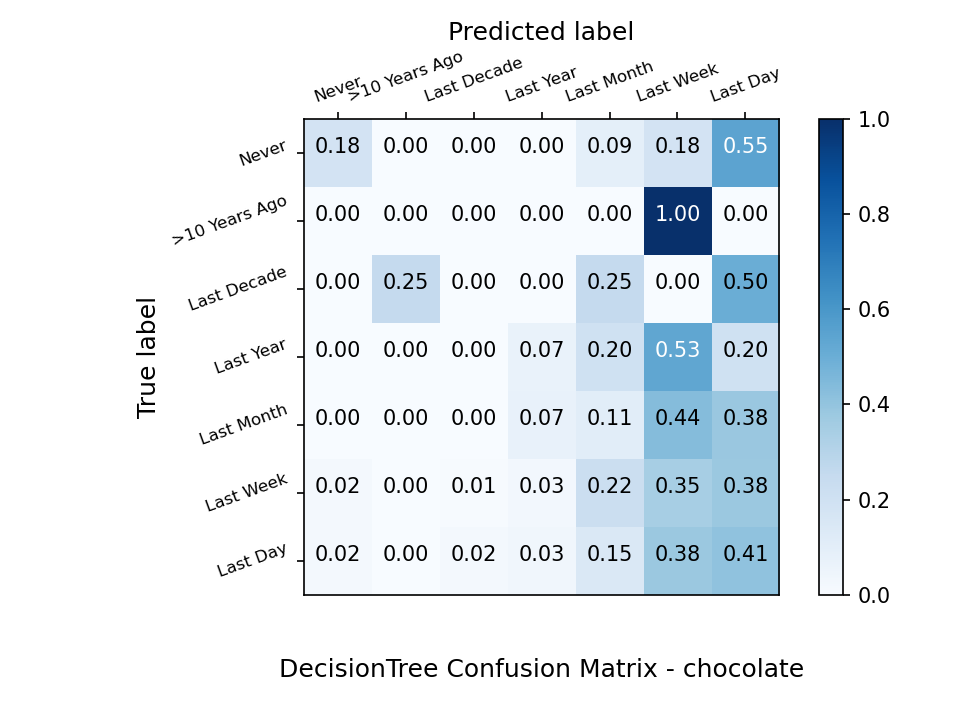 Predicted label
Never >10 Years Ago Last Decade Last Year Last Month Last Week Last Day
True label
Never 0.18 0.00 0.00 0.00 0.09 0.18 0.55
>10 Years Ago 0.00 0.00 0.00 0.00 0.00 1.00 0.00
Last Decade 0.00 0.25 0.00 0.00 0.25 0.00 0.50
Last Year 0.00 0.00 0.00 0.07 0.20 0.53 0.20
Last Month 0.00 0.00 0.00 0.07 0.11 0.44 0.38
Last Week 0.02 0.00 0.01 0.03 0.22 0.35 0.38
Last Day 0.02 0.00 0.02 0.03 0.15 0.38 0.41
1.0
0.8
0.6
0.4
0.2
0.0
DecisionTree Confusion Matrix - chocolate